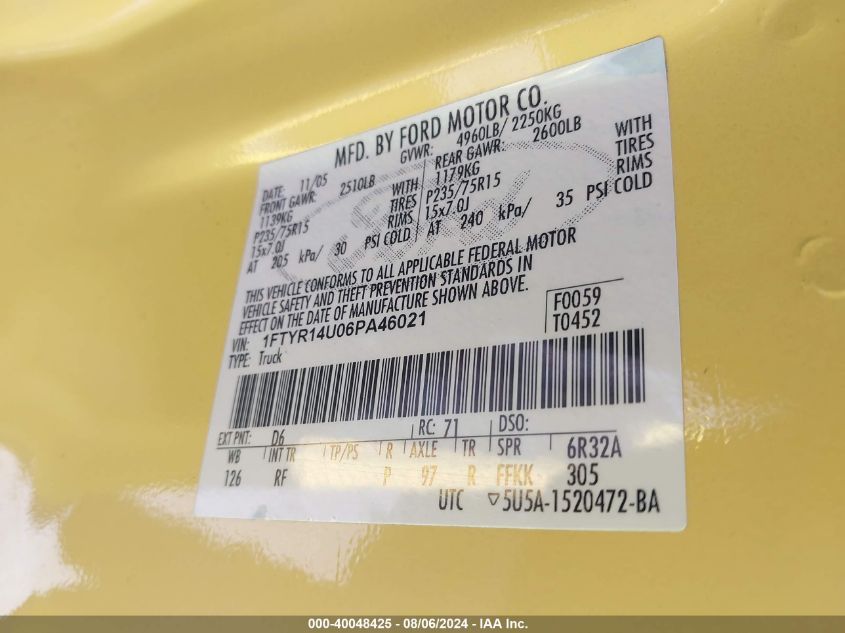 MFD. BY FORD MOTOR CO.
DATE: 11/05 GVWR: 4960LB/ 2250KG
FRONT GAWR: 2510LB REAR GAWR: 2600LB
1139KG WITH 1179KG WITH
P235/75R15 TIRES P235/75R15 TIRES
15x7.0J RIMS 15x7.0J RIMS
AT 205 kPa/ 30 PSI COLD AT 240 kPa/ 35 PSI COLD
THIS VEHICLE CONFORMS TO ALL APPLICABLE FEDERAL MOTOR
VEHICLE SAFETY AND THEFT PREVENTION STANDARDS IN
EFFECT ON THE DATE OF MANUFACTURE SHOWN ABOVE.
VIN: 1FTYR14U06PA46021 F0059
TYPE: Truck T0452
EXT PNT: D6 RC: 71 DSO:
WB INT TR TP/PS R AXLE TR SPR 6R32A
126 RF P 97 R FFKK 305
UTC ▽5U5A-1520472-BA
000-40048425 - 08/06/2024 - IAA Inc.